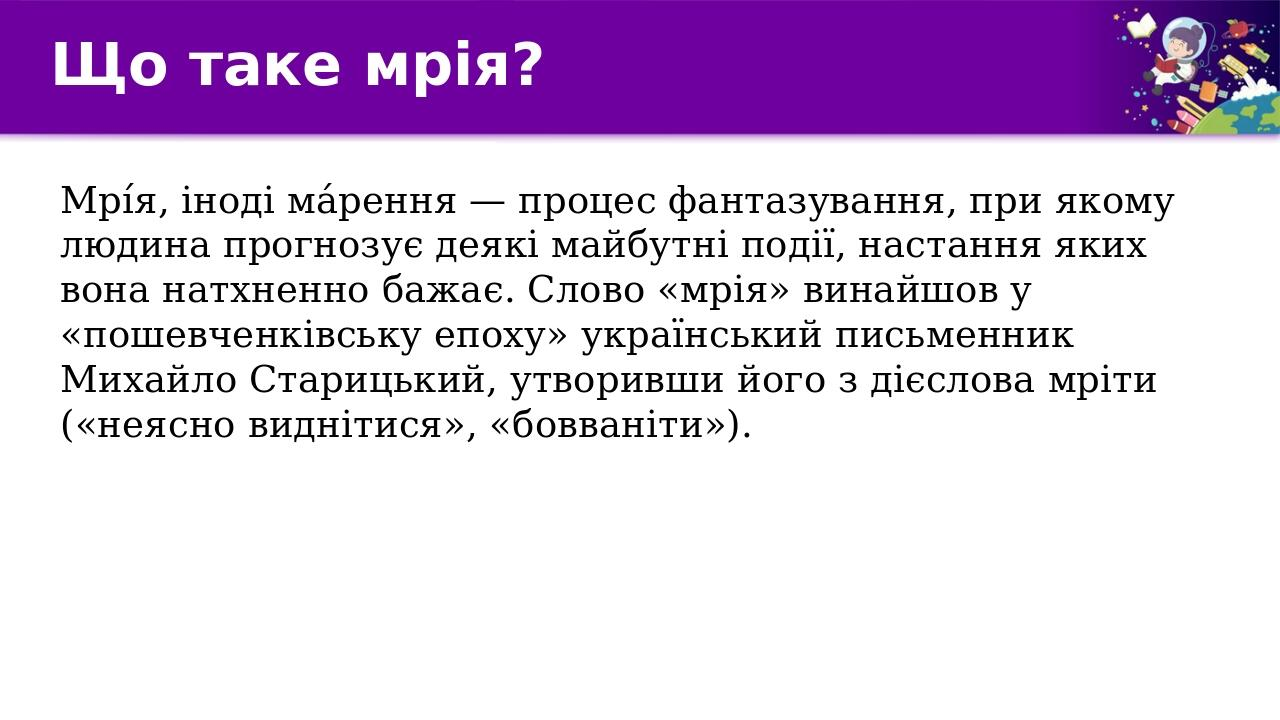 Що таке мрія?
Мрі́я, іноді ма́рення — процес фантазування, при якому
людина прогнозує деякі майбутні події, настання яких
вона натхненно бажає. Слово «мрія» винайшов у
«пошевченківську епоху» український письменник
Михайло Старицький, утворивши його з дієслова мріти
(«неясно виднітися», «бовваніти»).